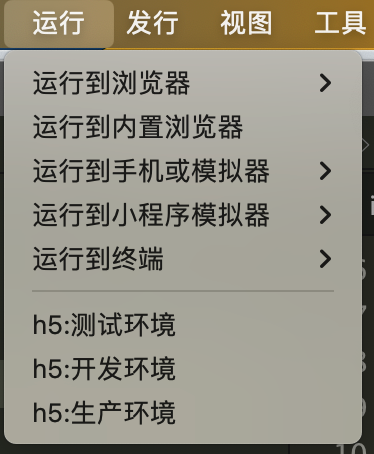 运行 发行 视图 工具
运行到浏览器
运行到内置浏览器
运行到手机或模拟器
运行到小程序模拟器
运行到终端
h5:测试环境
h5:开发环境
h5:生产环境
10